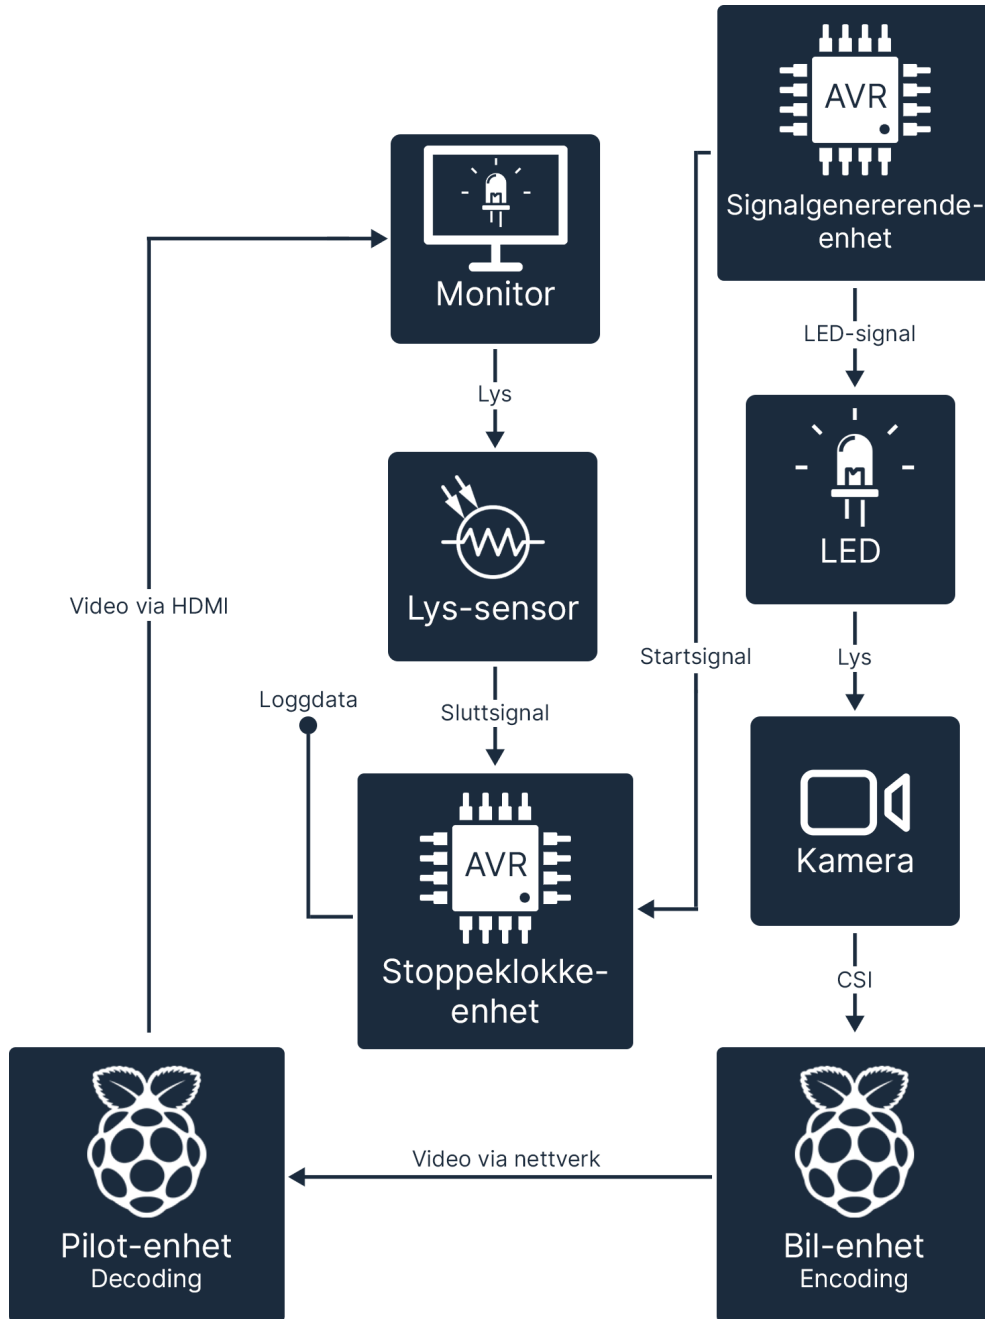 AVR
Signalgenererende-
enhet
Monitor
LED-signal
Lys
LED
Lys-sensor
Video via HDMI
Startsignal
Lys
Loggdata
Sluttsignal
AVR
Kamera
Stoppeklokke-
enhet
CSI
Video via nettverk
Pilot-enhet
Decoding
Bil-enhet
Encoding